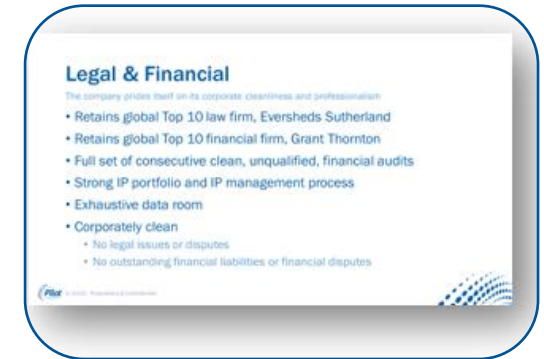 Legal & Financial
The company prides itself on its corporate cleanliness and professionalism
• Retains global Top 10 law firm, Eversheds Sutherland
• Retains global Top 10 financial firm, Grant Thornton
• Full set of consecutive clean, unqualified, financial audits
• Strong IP portfolio and IP management process
• Exhaustive data room
• Corporately clean
• No legal issues or disputes
• No outstanding financial liabilities or financial disputes
Pilot © Proprietary & Confidential